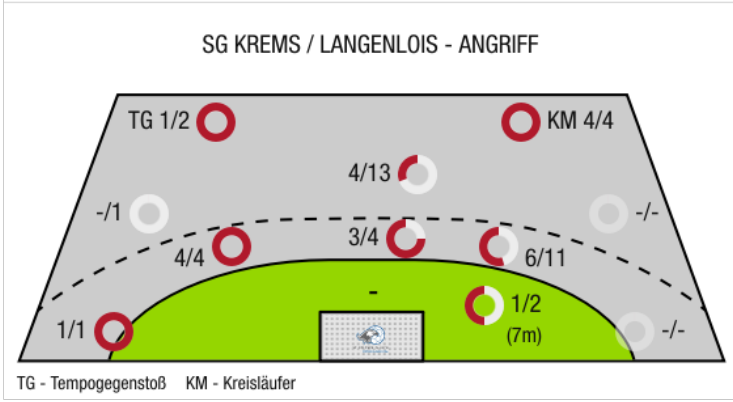 SG KREMS / LANGENLOIS - ANGRIFF
TG 1/2
KM 4/4
4/13
-/1
-/-
4/4
3/4
6/11
-
1/2
(7m)
1/1
-/-
TG - Tempogegenstoß KM - Kreisläufer